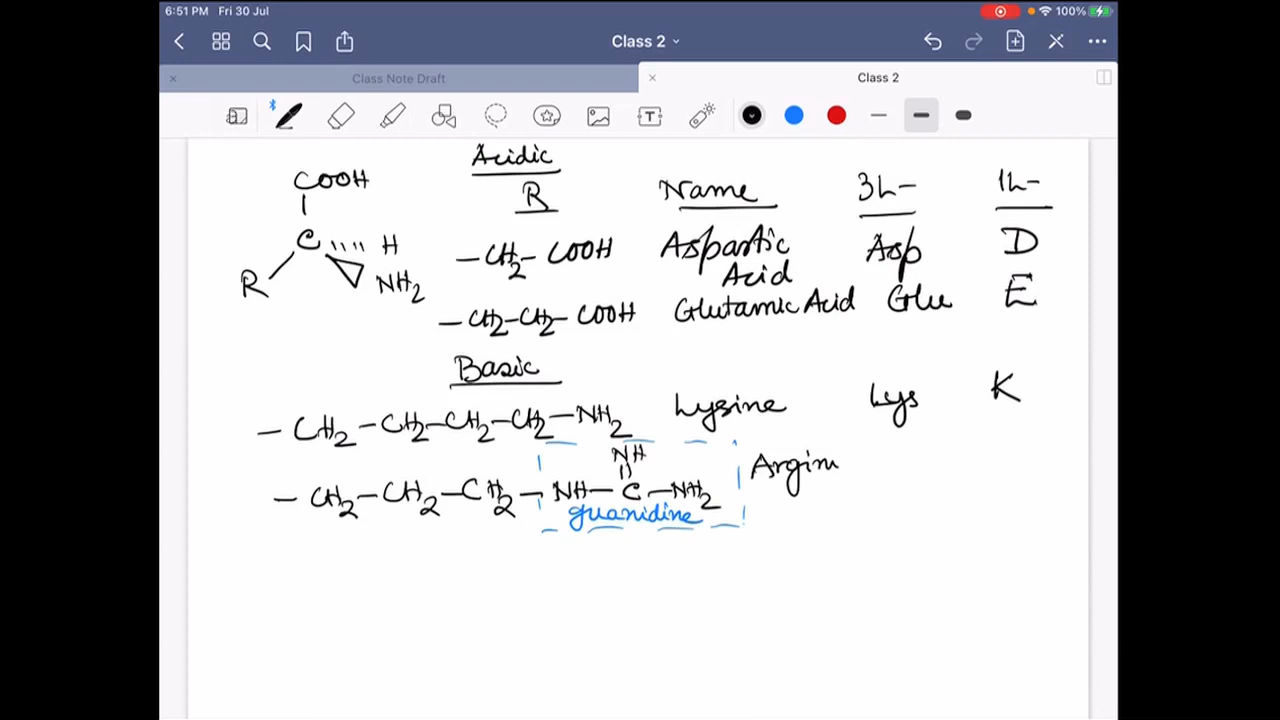 6:51 PM Fri 30 Jul 100%
Class 2
Class Note Draft Class 2
T
Acidic
COOH R Name 3L- 1L-
C H
R NH2
-CH2-COOH Aspartic Acid Asp D
-CH2-CH2-COOH Glutamic Acid Glu E
Basic
-CH2-CH2-CH2-CH2-NH2 Lysine Lys K
NH
-CH2-CH2-CH2-NH-C-NH2 Argin
guanidine